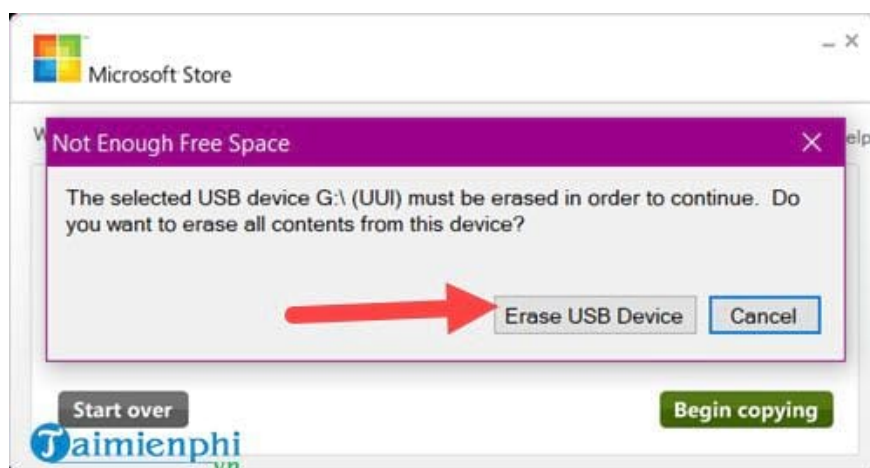 Microsoft Store
Not Enough Free Space
The selected USB device G:\ (UUI) must be erased in order to continue. Do
you want to erase all contents from this device?
Erase USB Device
Cancel
Start over
Begin copying
Taimienphi
.vn